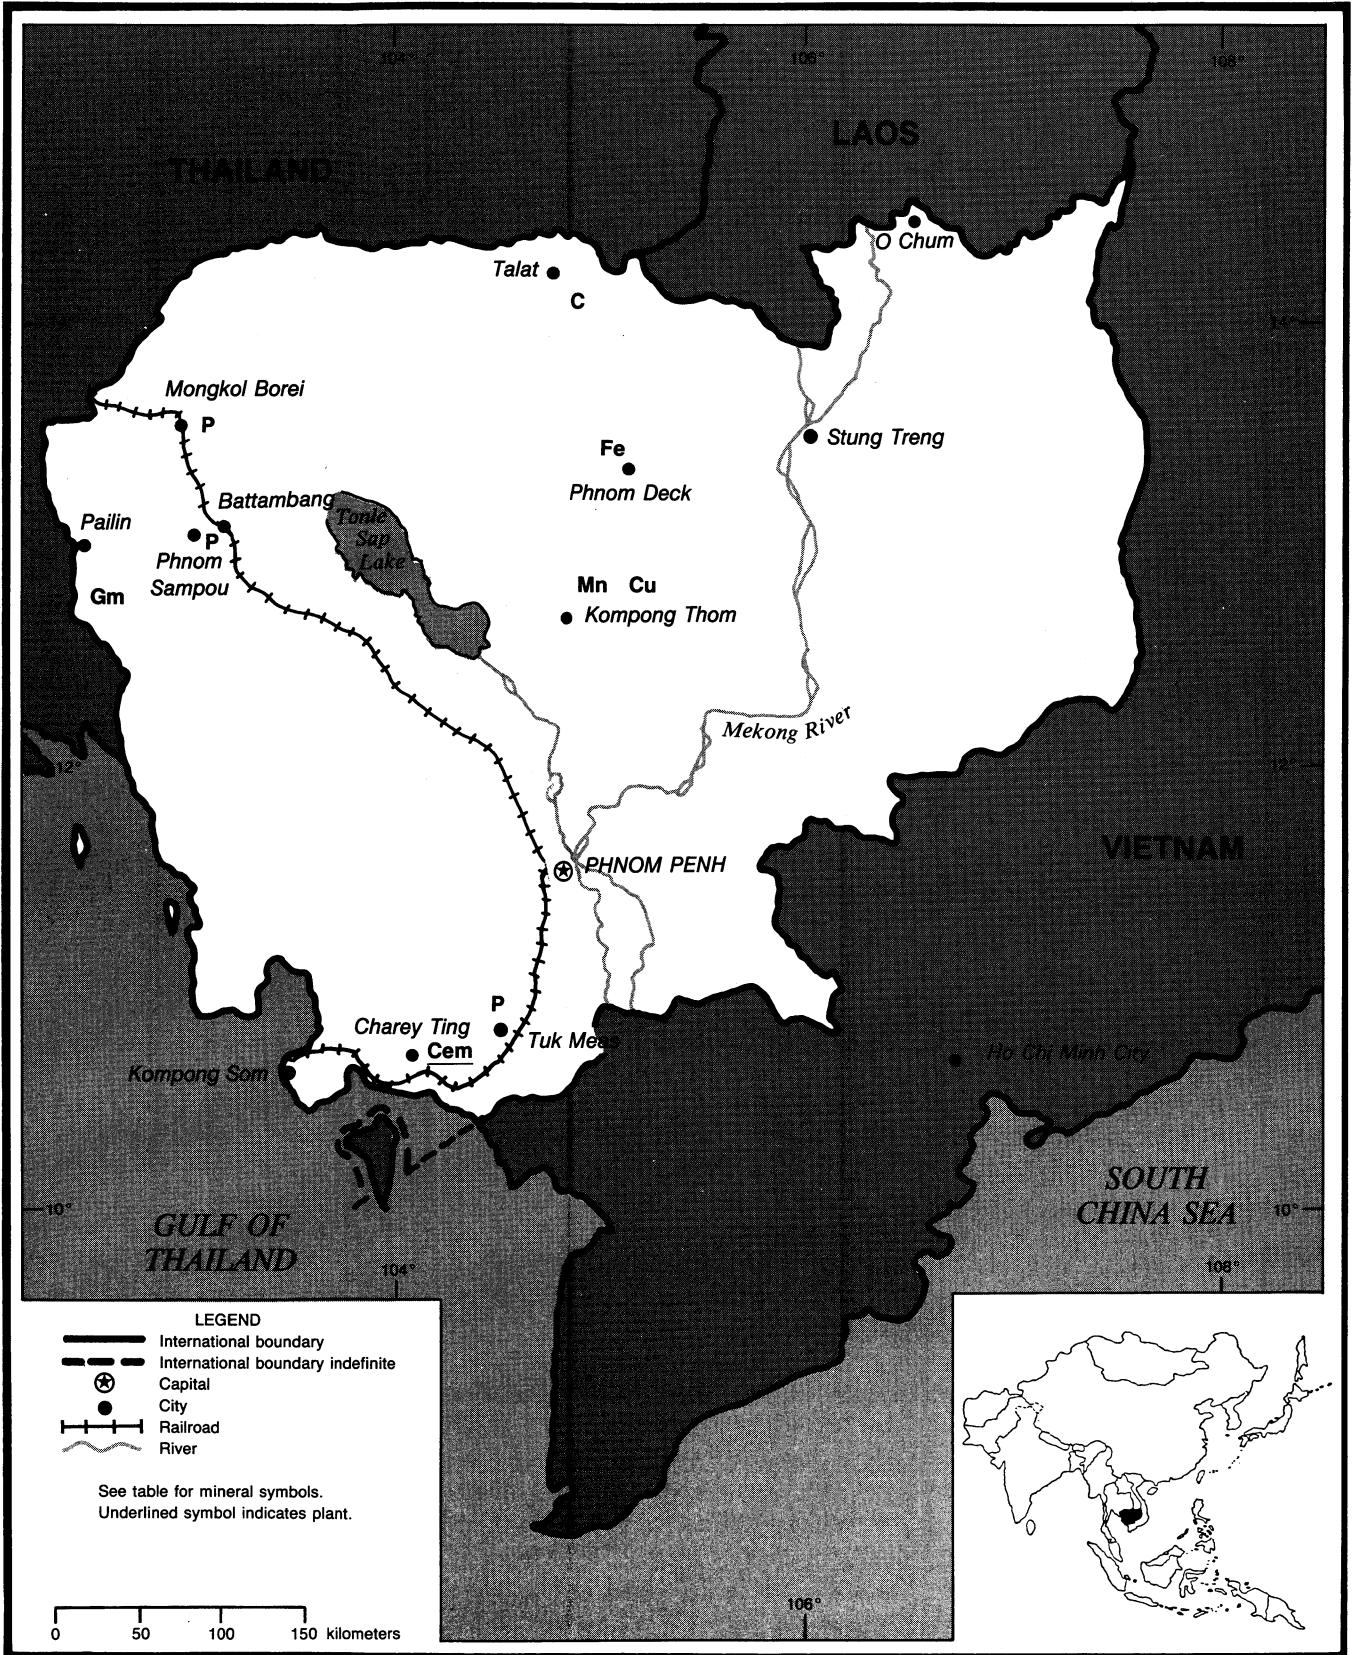 104°
106°
108°
LAOS
THAILAND
O Chum
Talat
C
14°
14°
Mongkol Borei
P
Stung Treng
Fe
Phnom Deck
Battambang
Pailin
P
Phnom
Sampou
Tonle
Sap
Lake
Gm
Mn Cu
Kompong Thom
Mekong River
12°
12°
VIETNAM
PHNOM PENH
P
Charey Ting
Cem
Tuk Meas
Kompong Som
Ho Chi Minh City
SOUTH
CHINA SEA
10°
10°
GULF OF
THAILAND
104°
108°
LEGEND
International boundary
International boundary indefinite
Capital
City
Railroad
River
See table for mineral symbols.
Underlined symbol indicates plant.
106°
0 50 100 150 kilometers